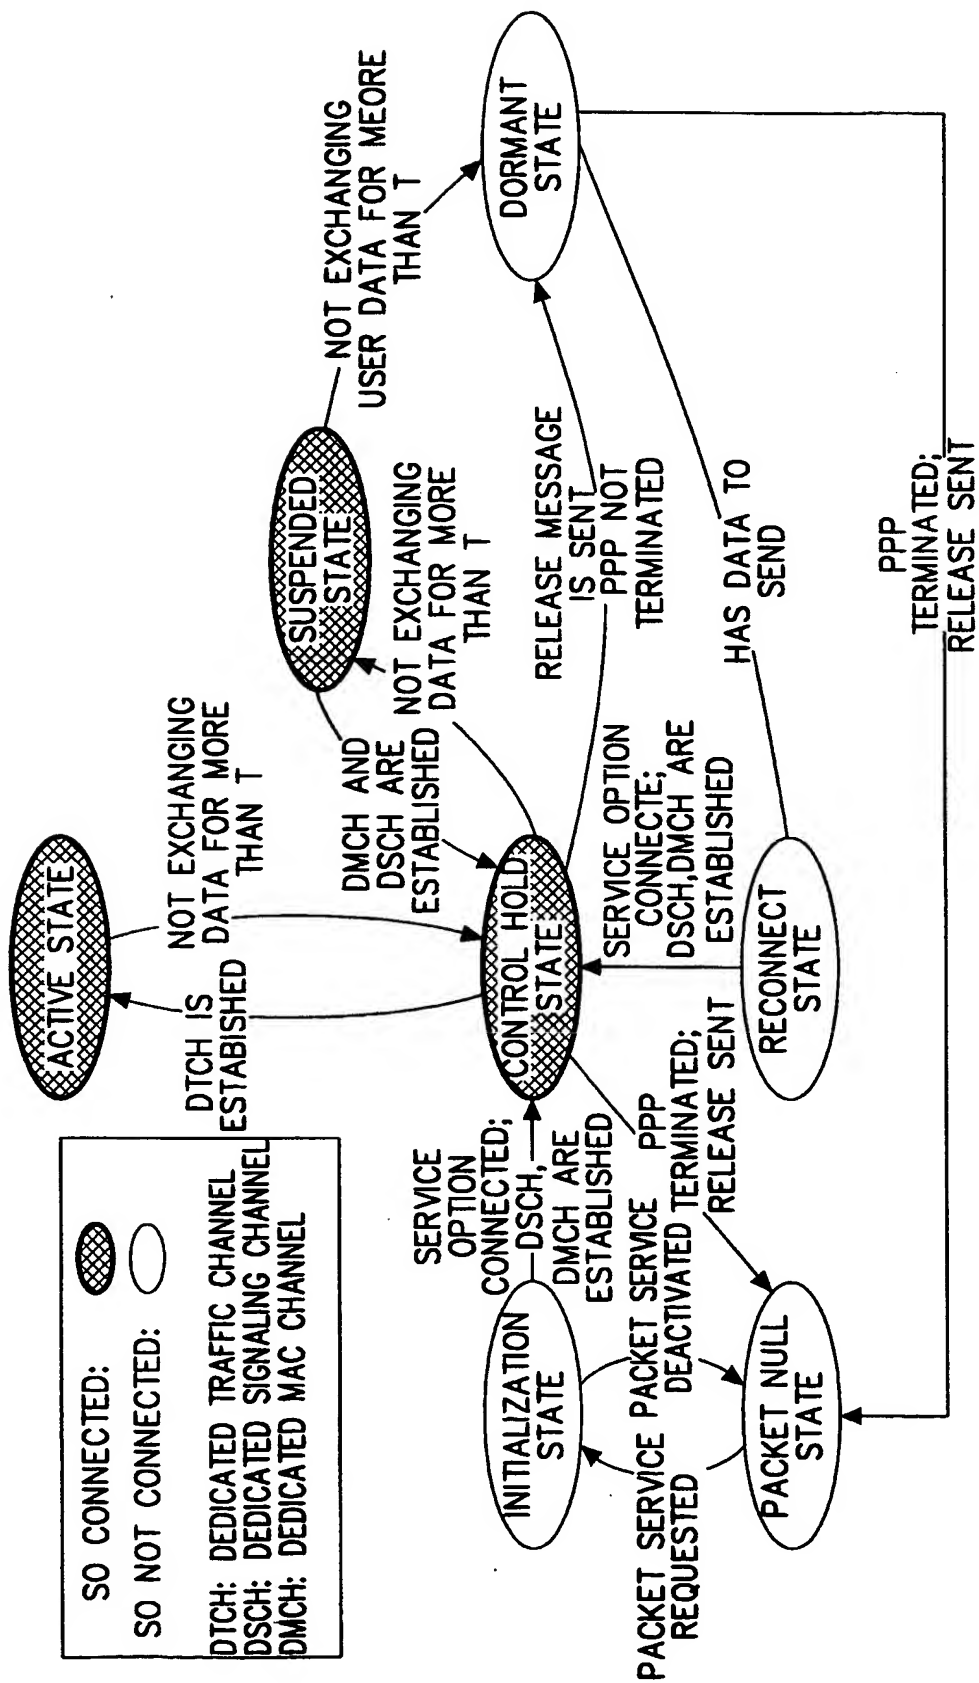 SO CONNECTED:
SO NOT CONNECTED:
DTCH: DEDICATED TRAFFIC CHANNEL
DSCH: DEDICATED SIGNALING CHANNEL
DMCH: DEDICATED MAC CHANNEL
ACTIVE STATE
DTCH IS
ESTABISHED
NOT EXCHANGING
DATA FOR MORE
THAN T
SUSPENDED
STATE
NOT EXCHANGING
USER DATA FOR MEORE
THAN T
DMCH AND
DSCH ARE
ESTABLISHED
NOT EXCHANGING
DATA FOR MORE
THAN T
INITIALIZATION
STATE
SERVICE
OPTION
CONNECTED;
DSCH,
DMCH ARE
ESTABLISHED
CONTROL HOLD
STATE
RELEASE MESSAGE
IS SENT
PPP NOT
TERMINATED
DORMANT
STATE
PACKET SERVICE
REQUESTED
PACKET SERVICE
DEACTIVATED
PPP
TERMINATED;
RELEASE SENT
SERVICE OPTION
CONNECTE;
DSCH,DMCH ARE
ESTABLISHED
HAS DATA TO
SEND
PACKET NULL
STATE
RECONNECT
STATE
PPP
TERMINATED;
RELEASE SENT